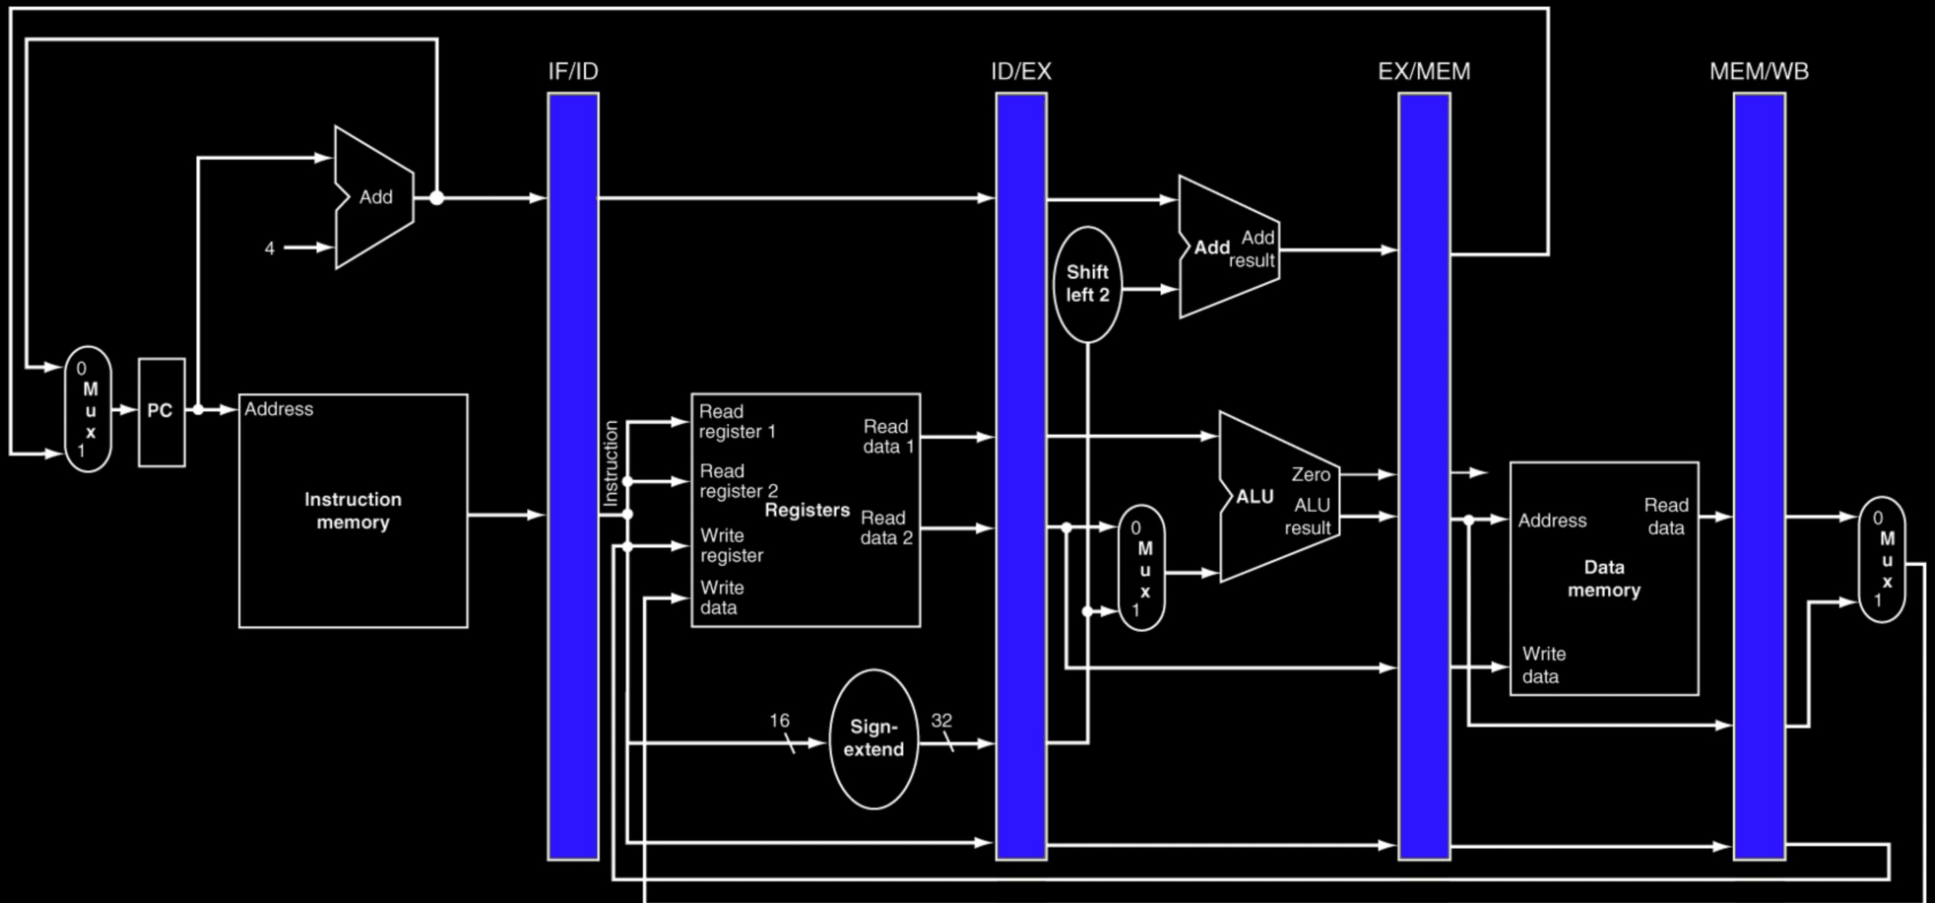 IF/ID
ID/EX
EX/MEM
MEM/WB
Add
4
0
M
u
x
1
PC
Address
Instruction
memory
Instruction
Read
register 1
Read
register 2
Write
register
Write
data
Registers
Read
data 1
Read
data 2
16
Sign-
extend
32
Shift
left 2
Add
Add
result
0
M
u
x
1
ALU
Zero
ALU
result
Address
Read
data
Data
memory
Write
data
0
M
u
x
1